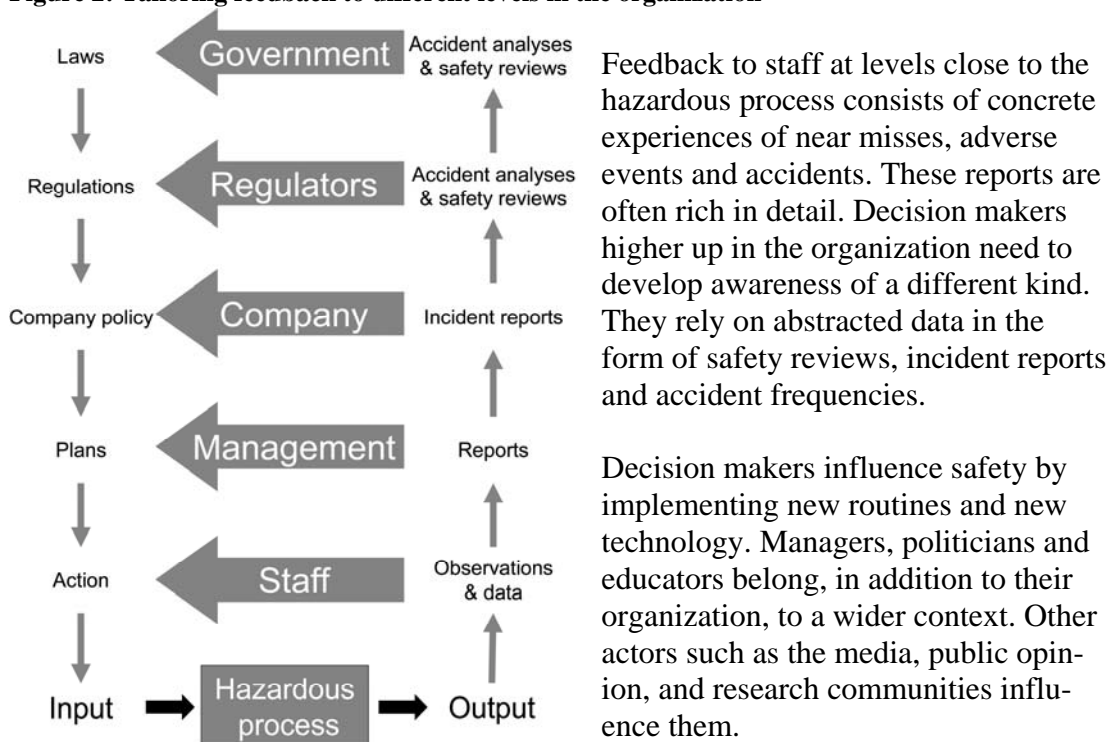 Figure 2. Tailoring feedback to different levels in the organization
Laws
Government
Accident analyses
& safety reviews
Regulations
Regulators
Accident analyses
& safety reviews
Company policy
Company
Incident reports
Plans
Management
Reports
Action
Staff
Observations
& data
Input
Hazardous
process
Output
Feedback to staff at levels close to the
hazardous process consists of concrete
experiences of near misses, adverse
events and accidents. These reports are
often rich in detail. Decision makers
higher up in the organization need to
develop awareness of a different kind.
They rely on abstracted data in the
form of safety reviews, incident reports
and accident frequencies.
Decision makers influence safety by
implementing new routines and new
technology. Managers, politicians and
educators belong, in addition to their
organization, to a wider context. Other
actors such as the media, public opin-
ion, and research communities influ-
ence them.